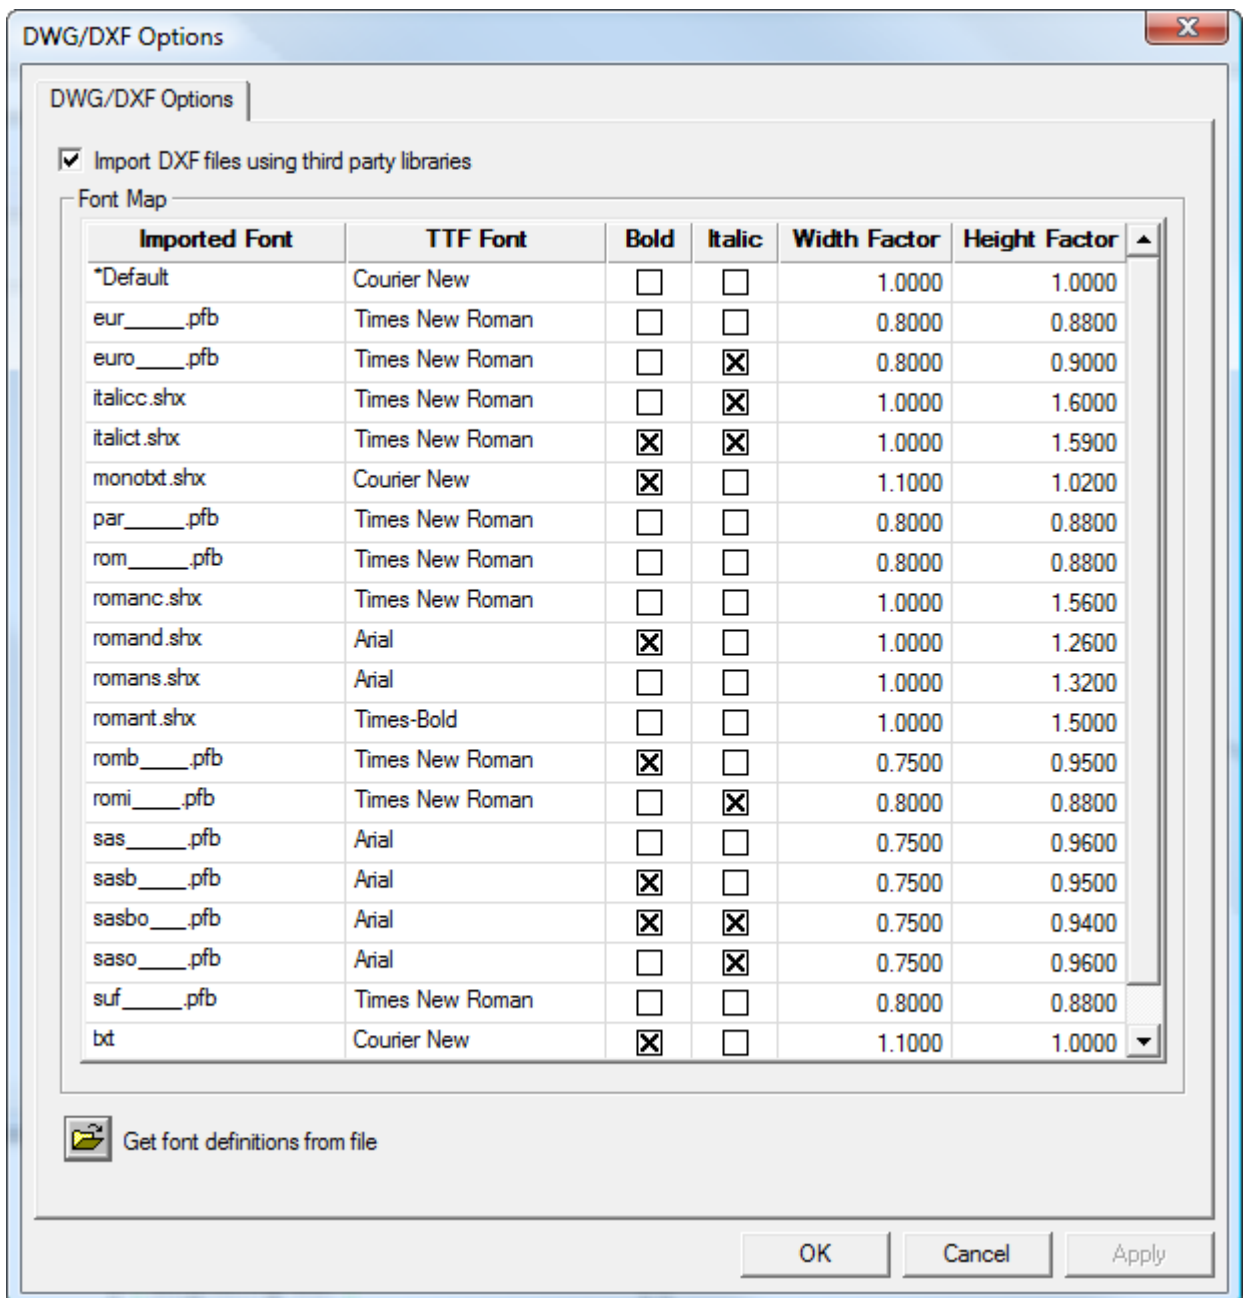 DWG/DXF Options
DWG/DXF Options
Import DXF files using third party libraries
Font Map
Imported Font TTF Font Bold Italic Width Factor Height Factor
*Default Courier New 1.0000 1.0000
eur_____.pfb Times New Roman 0.8000 0.8800
euro____.pfb Times New Roman 0.8000 0.9000
italicc.shx Times New Roman 1.0000 1.6000
italict.shx Times New Roman 1.0000 1.5900
monotxt.shx Courier New 1.1000 1.0200
par_____.pfb Times New Roman 0.8000 0.8800
rom_____.pfb Times New Roman 0.8000 0.8800
romanc.shx Times New Roman 1.0000 1.5600
romand.shx Arial 1.0000 1.2600
romans.shx Arial 1.0000 1.3200
romant.shx Times-Bold 1.0000 1.5000
romb____.pfb Times New Roman 0.7500 0.9500
romi____.pfb Times New Roman 0.8000 0.8800
sas_____.pfb Arial 0.7500 0.9600
sasb____.pfb Arial 0.7500 0.9500
sasbo___.pfb Arial 0.7500 0.9400
saso____.pfb Arial 0.7500 0.9600
suf_____.pfb Times New Roman 0.8000 0.8800
txt Courier New 1.1000 1.0000
Get font definitions from file
OK Cancel Apply